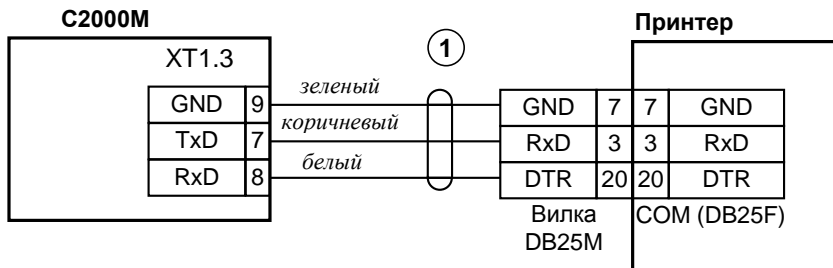 С2000М
Принтер
1
XT1.3
зеленый
коричневый
белый
GND 9
TxD 7
RxD 8
GND 7 7 GND
RxD 3 3 RxD
DTR 20 20 DTR
Вилка
DB25M
COM (DB25F)